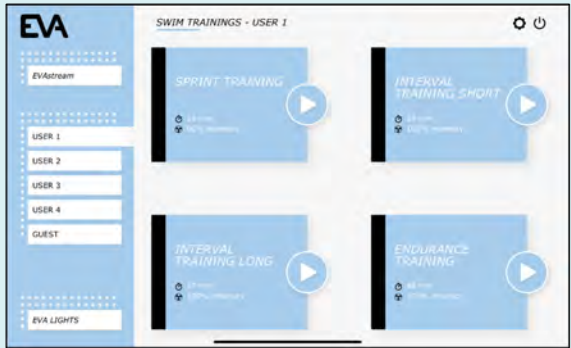 EVA
SWIM TRAININGS - USER 1
EVAstream
USER 1
USER 2
USER 3
USER 4
GUEST
EVA LIGHTS
SPRINT TRAINING
INTERVAL
TRAINING SHORT
INTERVAL
TRAINING LONG
ENDURANCE
TRAINING